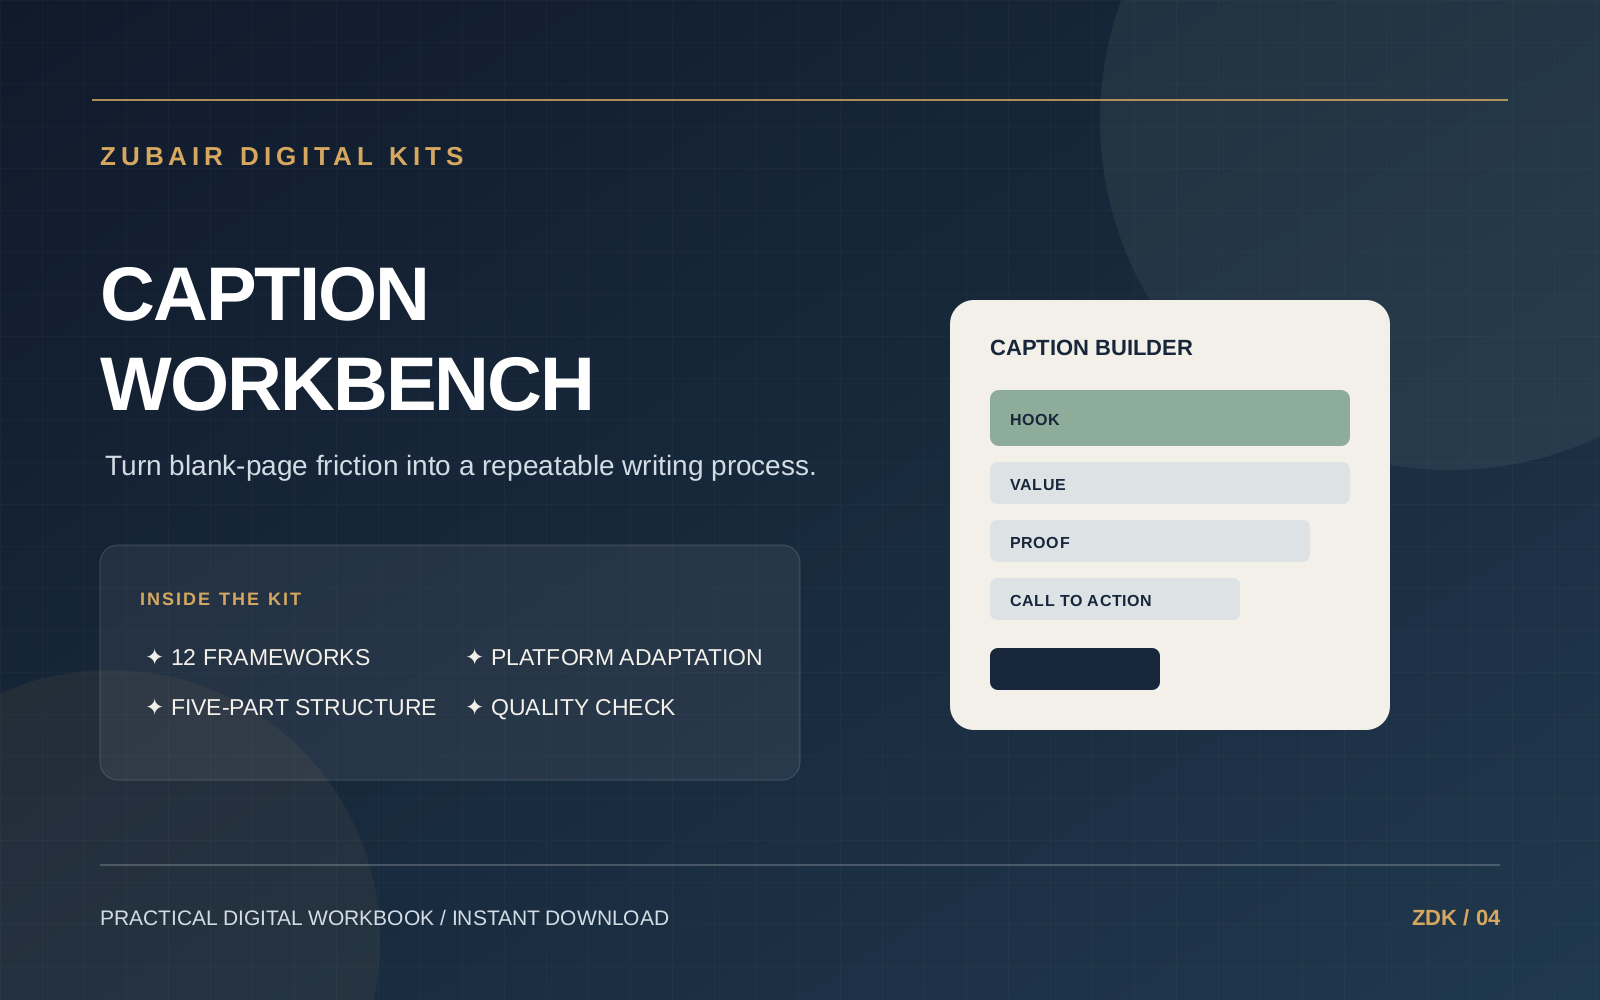 ZUBAIR DIGITAL KITS
CAPTION
WORKBENCH
Turn blank-page friction into a repeatable writing process.
INSIDE THE KIT
✦ 12 FRAMEWORKS
✦ PLATFORM ADAPTATION
✦ FIVE-PART STRUCTURE
✦ QUALITY CHECK
CAPTION BUILDER
HOOK
VALUE
PROOF
CALL TO ACTION
PRACTICAL DIGITAL WORKBOOK / INSTANT DOWNLOAD
ZDK / 04